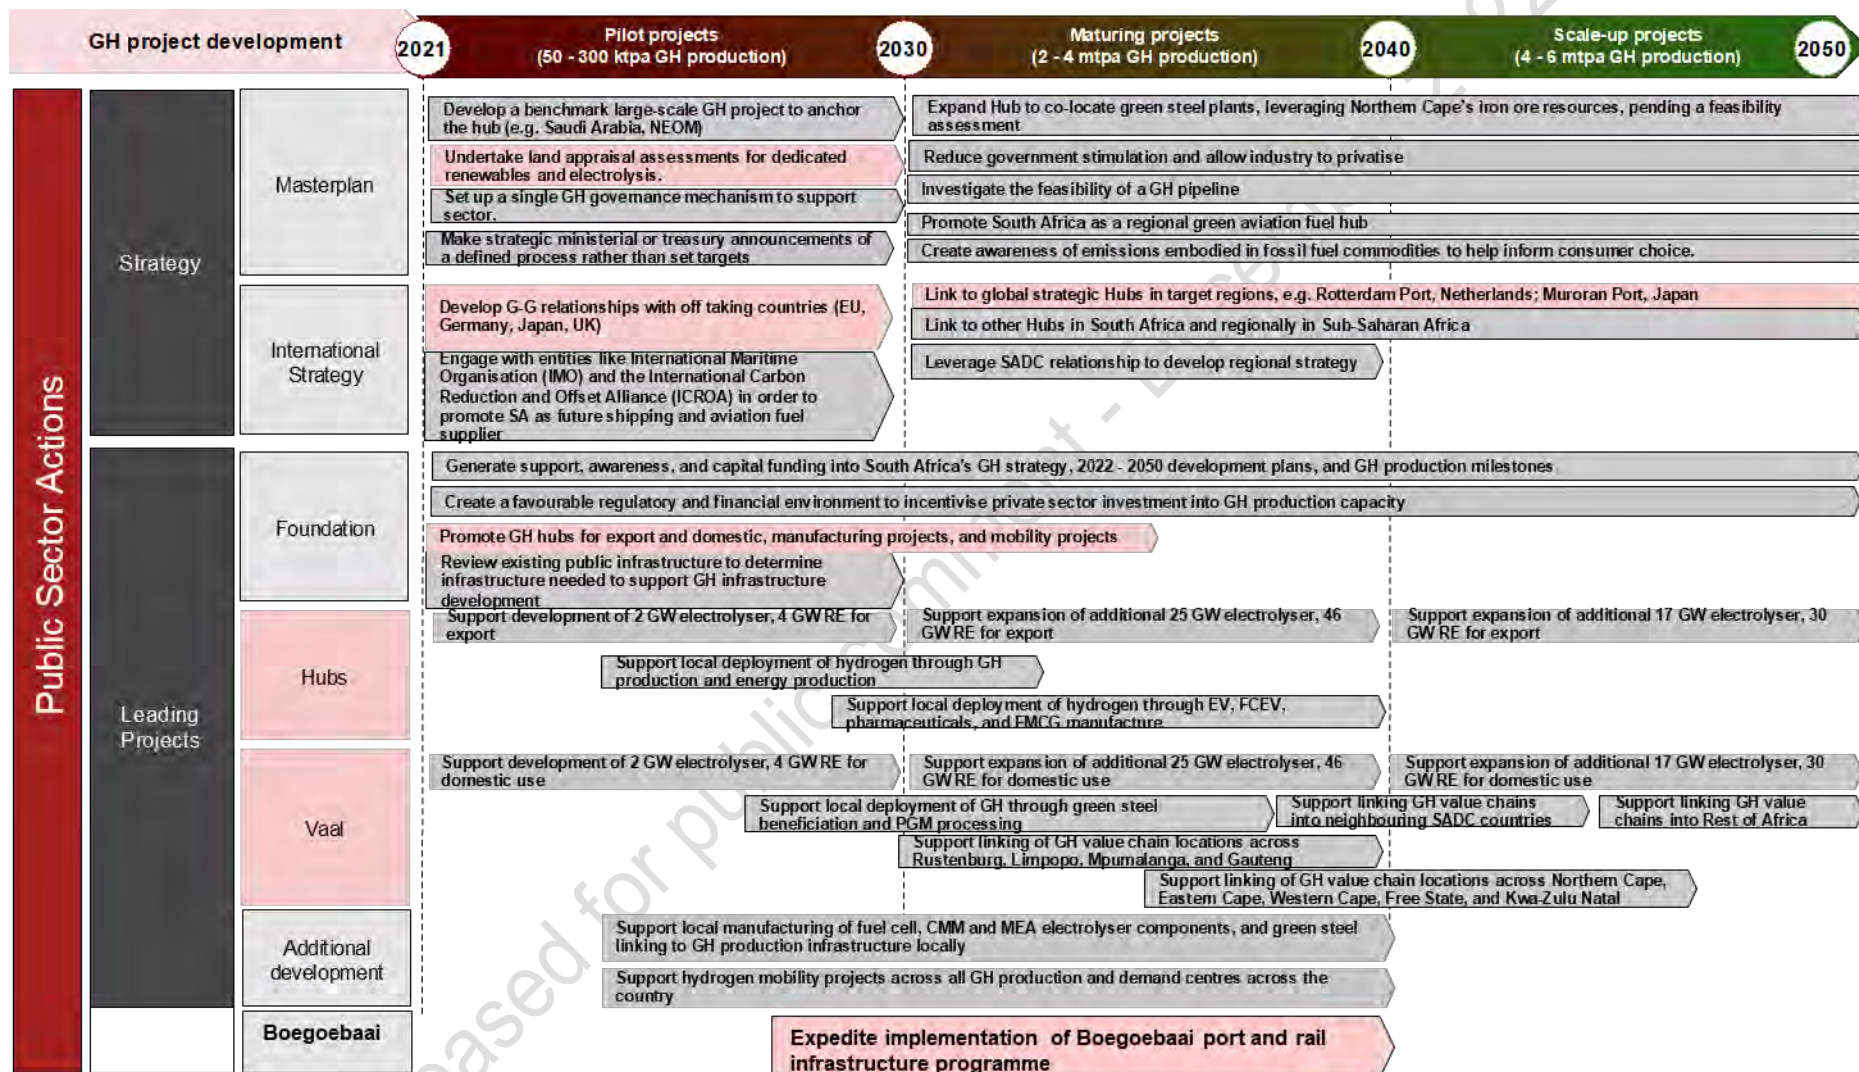 GH project development
2021
Pilot projects
(50 - 300 ktpa GH production)
2030
Maturing projects
(2 - 4 mtpa GH production)
2040
Scale-up projects
(4 - 6 mtpa GH production)
2050
Public Sector Actions
Strategy
Masterplan
Develop a benchmark large-scale GH project to anchor
the hub (e.g. Saudi Arabia, NEOM)
Undertake land appraisal assessments for dedicated
renewables and electrolysis.
Set up a single GH governance mechanism to support
sector.
Make strategic ministerial or treasury announcements of
a defined process rather than set targets
Expand Hub to co-locate green steel plants, leveraging Northern Cape's iron ore resources, pending a feasibility
assessment
Reduce government stimulation and allow industry to privatise
Investigate the feasibility of a GH pipeline
Promote South Africa as a regional green aviation fuel hub
Create awareness of emissions embodied in fossil fuel commodities to help inform consumer choice.
International
Strategy
Develop G-G relationships with off taking countries (EU,
Germany, Japan, UK)
Engage with entities like International Maritime
Organisation (IMO) and the International Carbon
Reduction and Offset Alliance (ICROA) in order to
promote SA as future shipping and aviation fuel
supplier
Link to global strategic Hubs in target regions, e.g. Rotterdam Port, Netherlands; Muroran Port, Japan
Link to other Hubs in South Africa and regionally in Sub-Saharan Africa
Leverage SADC relationship to develop regional strategy
Leading
Projects
Foundation
Generate support, awareness, and capital funding into South Africa's GH strategy, 2022 - 2050 development plans, and GH production milestones
Create a favourable regulatory and financial environment to incentivise private sector investment into GH production capacity
Promote GH hubs for export and domestic, manufacturing projects, and mobility projects
Review existing public infrastructure to determine
infrastructure needed to support GH infrastructure
development
Hubs
Support development of 2 GW electrolyser, 4 GW RE for
export
Support expansion of additional 25 GW electrolyser, 46
GW RE for export
Support expansion of additional 17 GW electrolyser, 30
GW RE for export
Support local deployment of hydrogen through GH
production and energy production
Support local deployment of hydrogen through EV, FCEV,
pharmaceuticals, and FMCG manufacture
Vaal
Support development of 2 GW electrolyser, 4 GW RE for
domestic use
Support expansion of additional 25 GW electrolyser, 46
GW RE for domestic use
Support expansion of additional 17 GW electrolyser, 30
GW RE for domestic use
Support local deployment of GH through green steel
beneficiation and PGM processing
Support linking GH value chains
into neighbouring SADC countries
Support linking GH value
chains into Rest of Africa
Support linking of GH value chain locations across
Rustenburg, Limpopo, Mpumalanga, and Gauteng
Support linking of GH value chain locations across Northern Cape,
Eastern Cape, Western Cape, Free State, and Kwa-Zulu Natal
Additional
development
Support local manufacturing of fuel cell, CMM and MEA electrolyser components, and green steel
linking to GH production infrastructure locally
Support hydrogen mobility projects across all GH production and demand centres across the
country
Boegoebaai
Expedite implementation of Boegoebaai port and rail
infrastructure programme
for public comment -